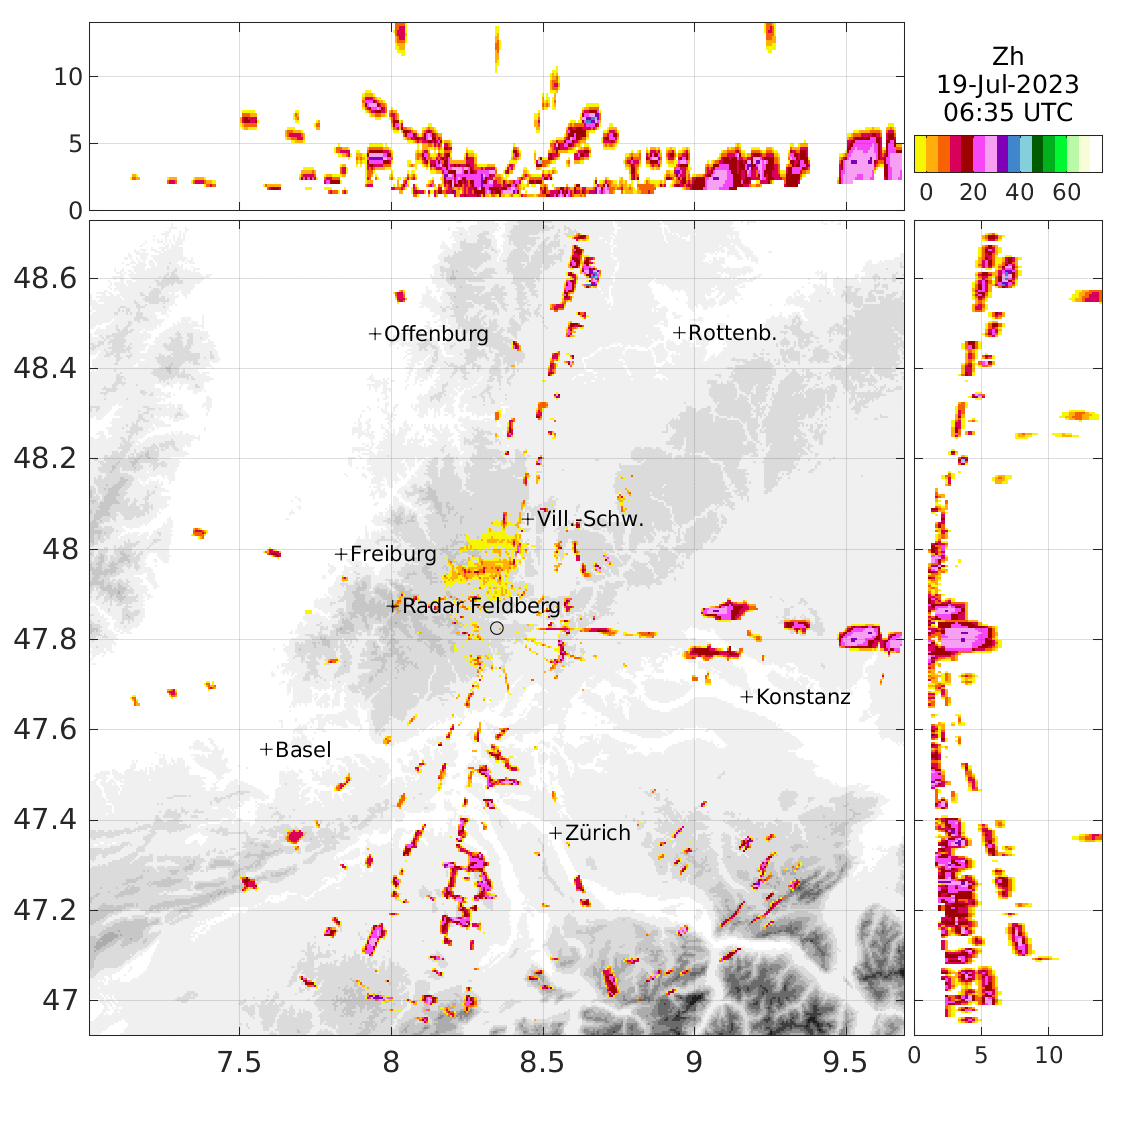 Zh
19-Jul-2023
06:35 UTC
0 20 40 60
10
5
0
48.6
48.4
48.2
48
47.8
47.6
47.4
47.2
47
+Offenburg
+Rottenb.
+Vill.-Schw.
+Freiburg
+Radar Feldberg
+Konstanz
+Basel
+Zürich
7.5 8 8.5 9 9.5
0 5 10